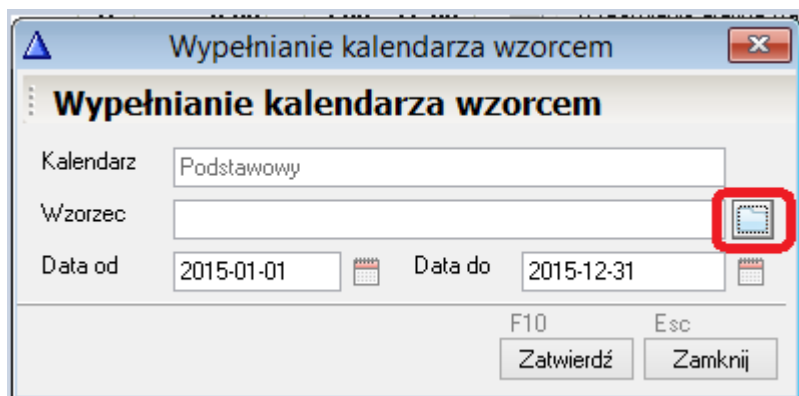 Wypełnianie kalendarza wzorcem
Wypełnianie kalendarza wzorcem
Kalendarz Podstawowy
Wzorzec
Data od 2015-01-01 Data do 2015-12-31
F10 Esc
Zatwierdź Zamknij